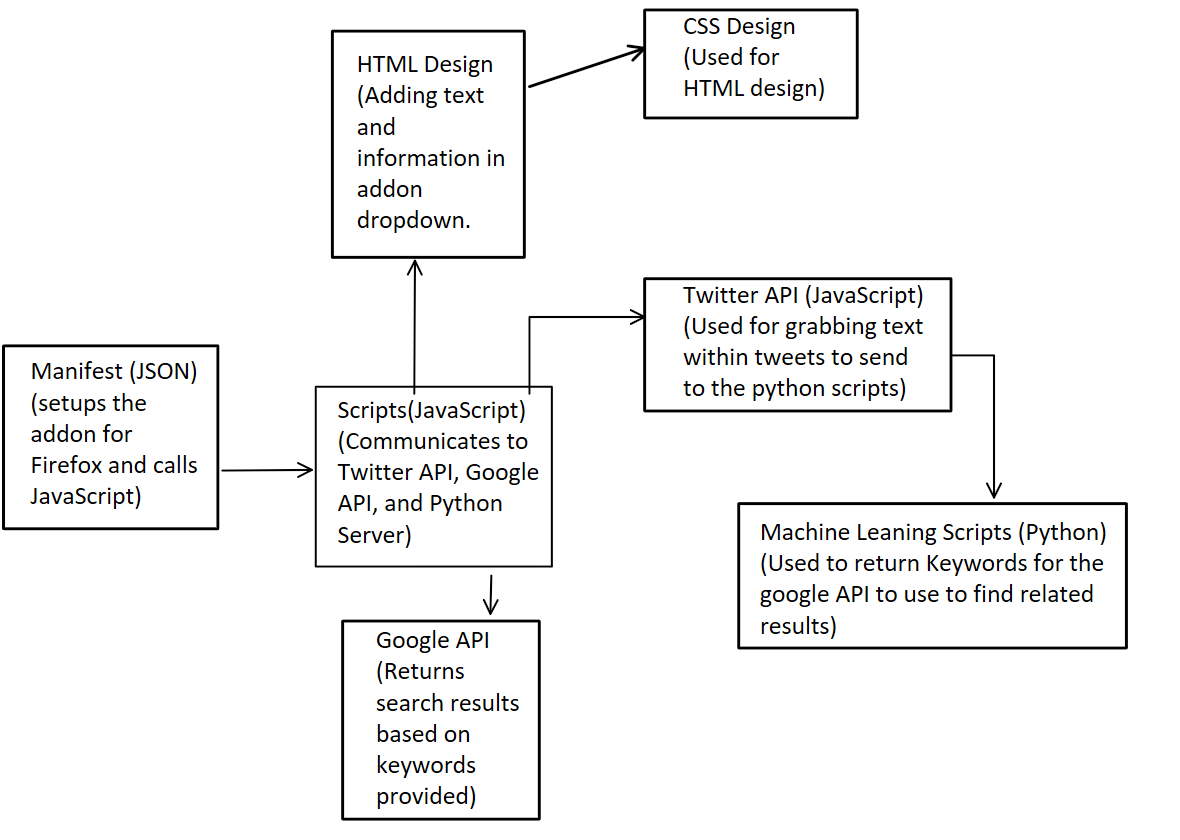 CSS Design
(Used for
HTML design)
HTML Design
(Adding text
and
information in
addon
dropdown.
Twitter API (JavaScript)
(Used for grabbing text
within tweets to send
to the python scripts)
Manifest (JSON)
(setups the
addon for
Firefox and calls
JavaScript)
Scripts(JavaScript)
(Communicates to
Twitter API, Google
API, and Python
Server)
Machine Leaning Scripts (Python)
(Used to return Keywords for the
google API to use to find related
results)
Google API
(Returns
search results
based on
keywords
provided)